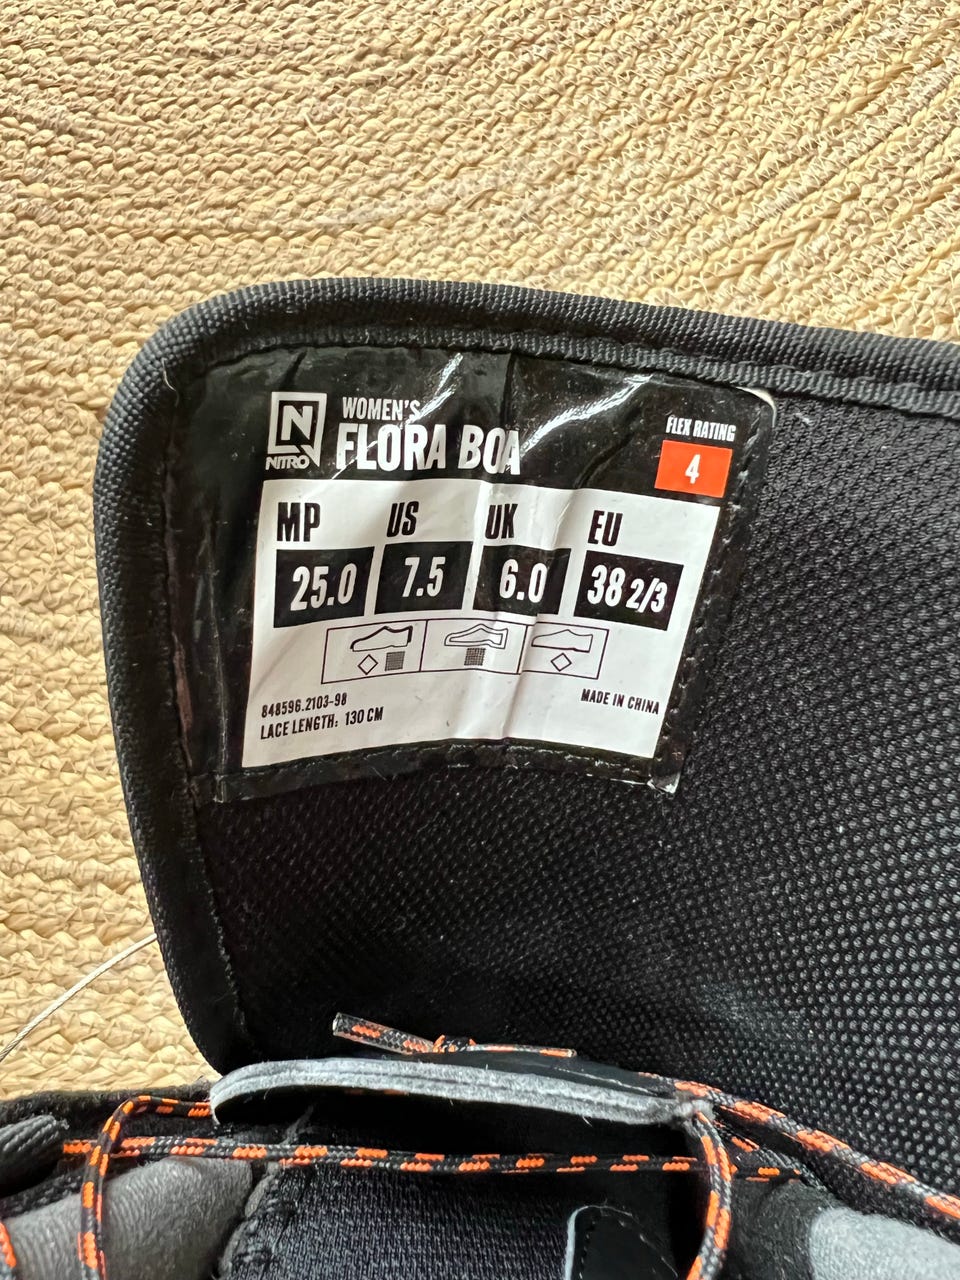 WOMEN'S
FLORA BOA
NITRO
FLEX RATING
4
MP US UK EU
25.0 7.5 6.0 38 2/3
848596.2103-98
LACE LENGTH: 130 CM
MADE IN CHINA